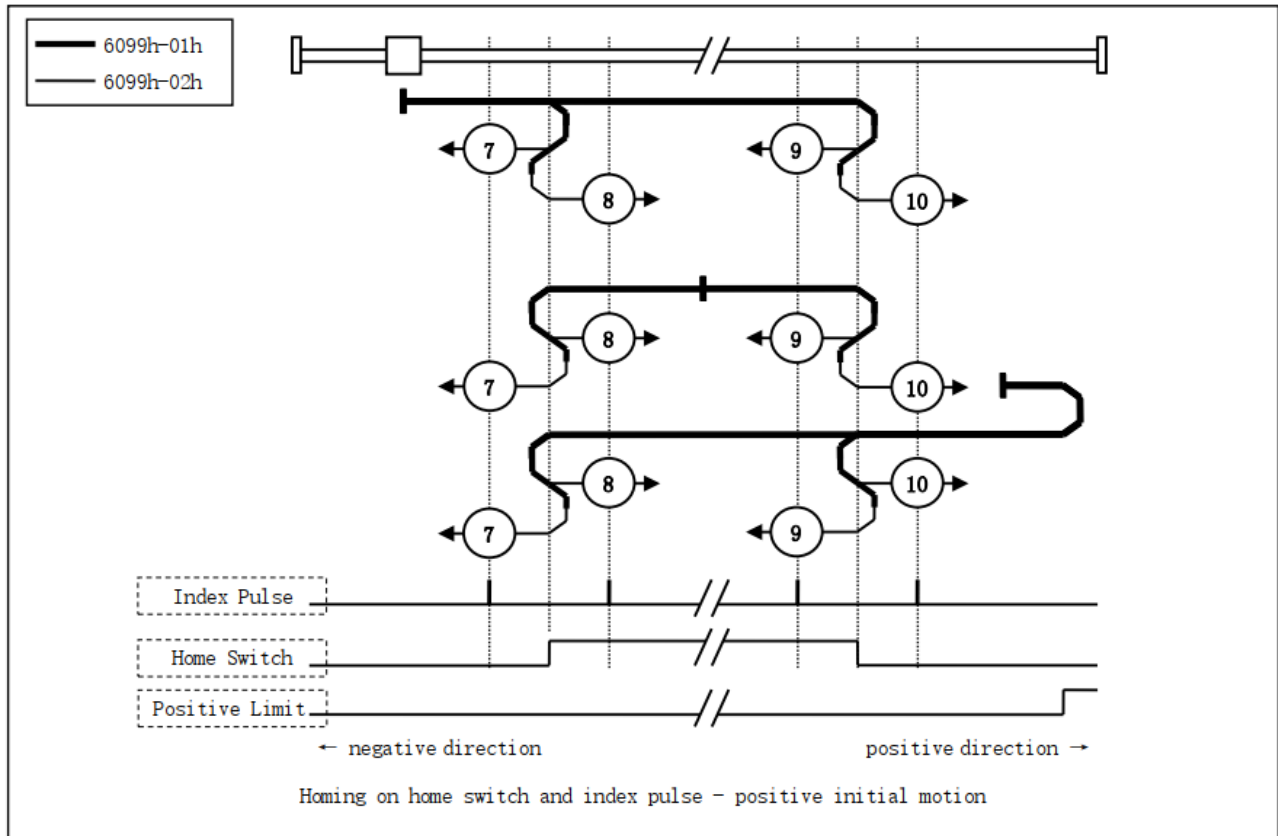 6099h-01h
6099h-02h
7
9
8
10
8
9
7
10
8
10
7
9
Index Pulse
Home Switch
Positive Limit
← negative direction
positive direction →
Homing on home switch and index pulse - positive initial motion